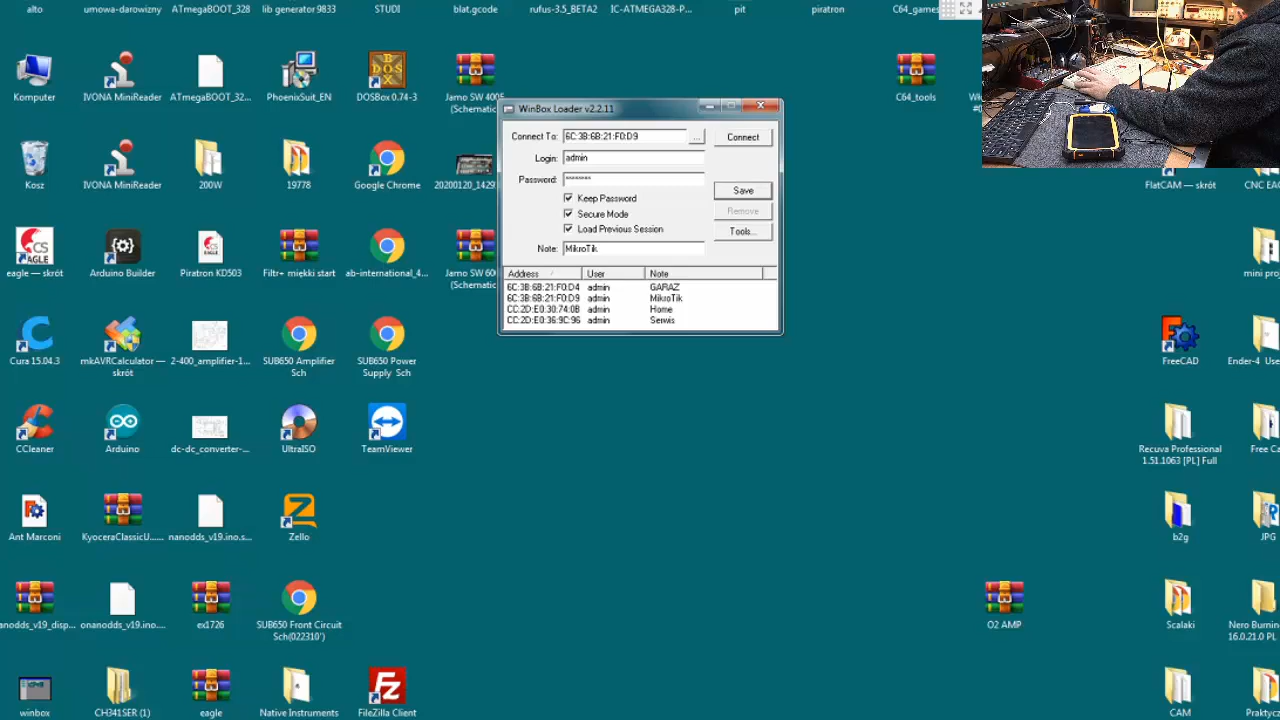 alto
umowa-darowizny
ATmegaBOOT_328
lib generator 9833
STUDI
blat.gcode
rufus-3.5_BETA2
IC-ATMEGA328-P...
pit
piratron
C64_games
Komputer
IVONA MiniReader
ATmegaBOOT_32...
PhoenixSuit_EN
DOSBox 0.74-3
Jamo SW 400
(Schematic
C64_tools
Kosz
IVONA MiniReader
200W
19778
Google Chrome
20200120_1429
FlatCAM — skrót
CNC EAG
eagle — skrót
Arduino Builder
Piratron KD503
Filtr+ miękki start
ab-international_4...
Jamo SW 60
(Schematic
mini proj
Cura 15.04.3
mkAVRCalculator —
skrót
2-400_amplifier-1...
SUB650 Amplifier
Sch
SUB650 Power
Supply Sch
FreeCAD
Ender-4 Use
CCleaner
Arduino
dc-dc_converter-...
UltraISO
TeamViewer
Recuva Professional
1.51.1063 [PL] Full
Free Ca
Ant Marconi
KyoceraClassicU......
nanodds_v19.ino.s...
Zello
b2g
JPG
nanodds_v19_disp...
onanodds_v19.ino....
ex1726
SUB650 Front Circuit
Sch(022310')
O2 AMP
Scalaki
Nero Burnin
16.0.21.0 PL
winbox
CH341SER (1)
eagle
Native Instruments
FileZilla Client
CAM
Praktyc
WinBox Loader v2.2.11
Connect To: 6C:3B:6B:21:F0:D9 ... Connect
Login: admin
Password: ********
Keep Password
Save
Secure Mode
Remove
Load Previous Session
Tools...
Note: MikroTik
Address User Note
6C:3B:6B:21:F0:D4 admin GARAZ
6C:3B:6B:21:F0:D9 admin MikroTik
CC:2D:E0:30:74:0B admin Home
CC:2D:E0:36:9C:96 admin Serwis